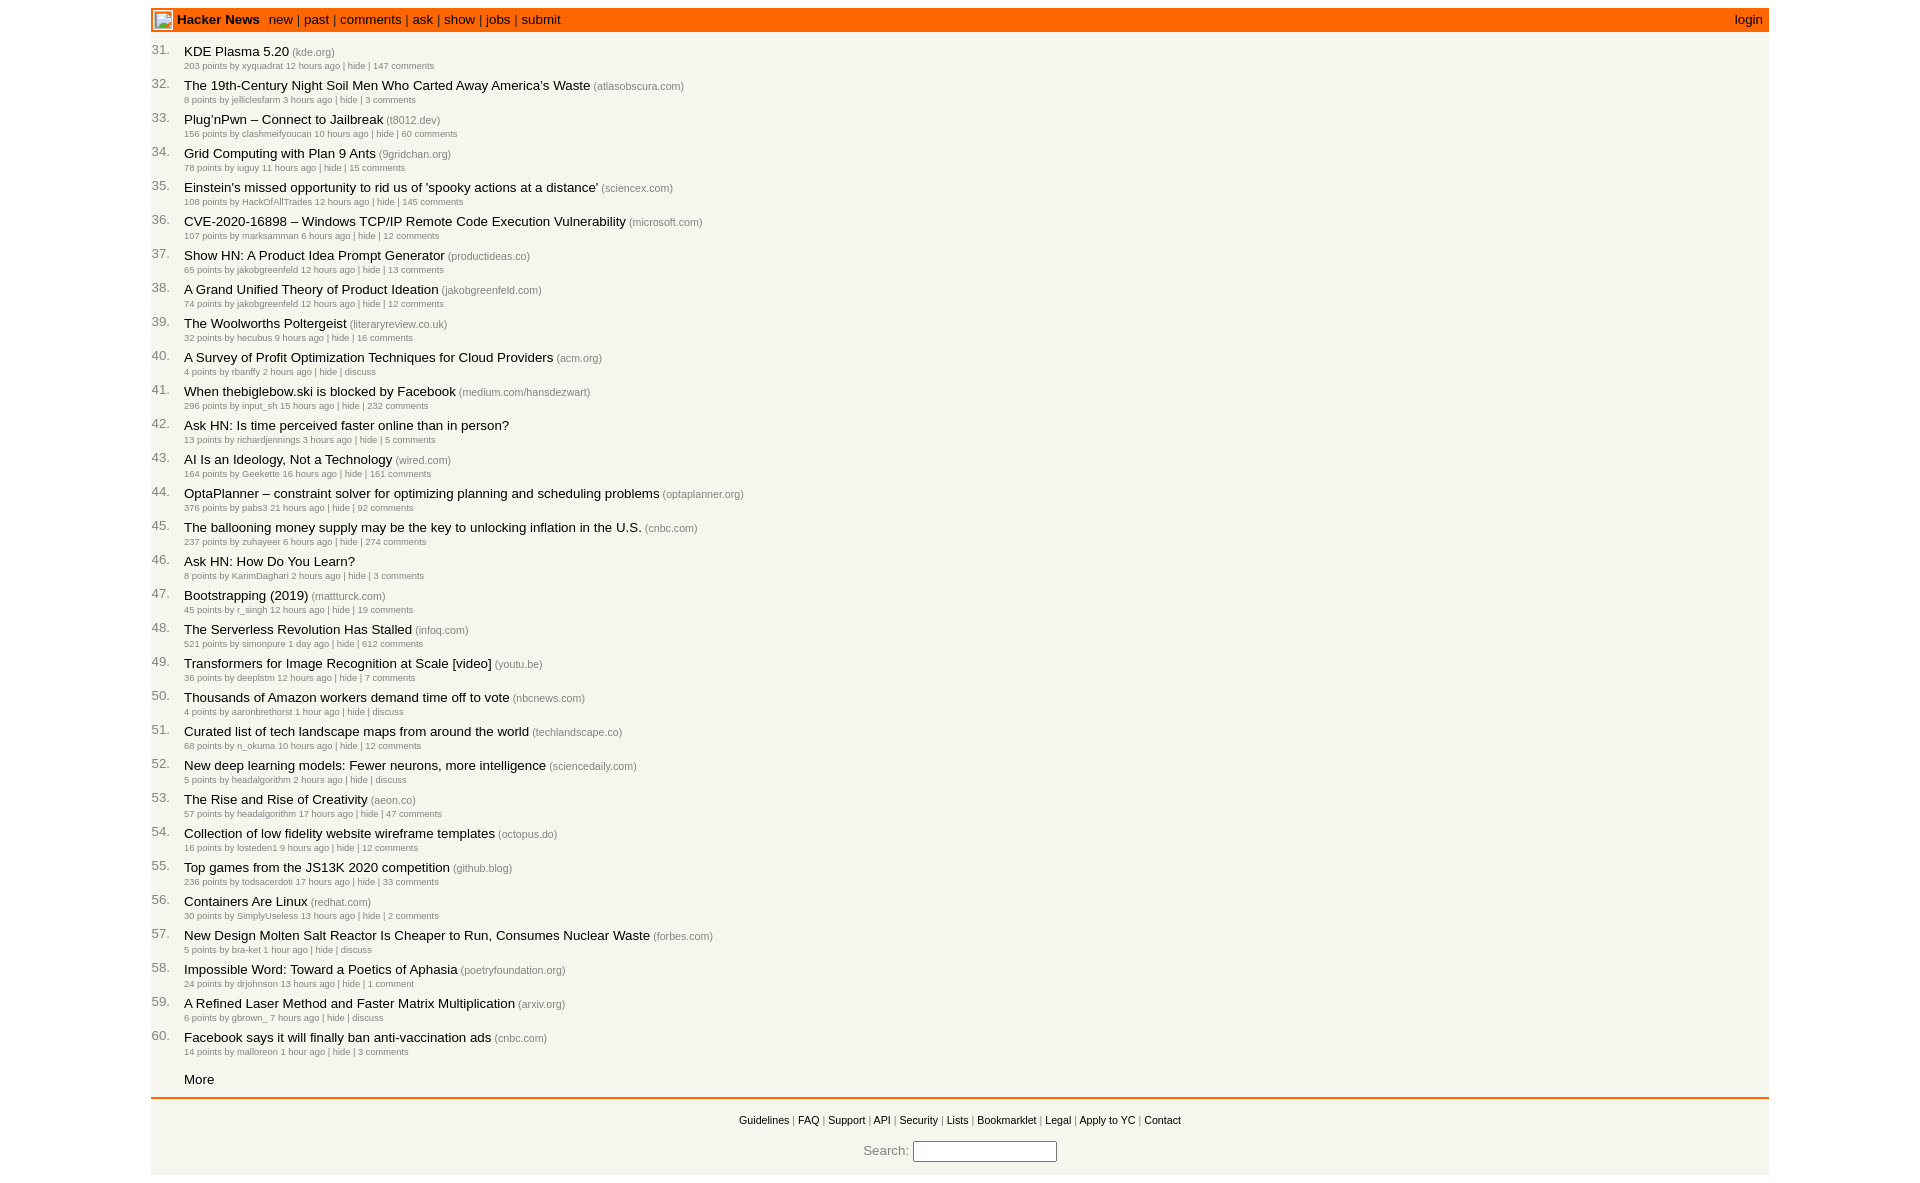 Hacker News new | past | comments | ask | show | jobs | submit login
31. KDE Plasma 5.20 (kde.org)
203 points by xyquadrat 12 hours ago | hide | 147 comments
32. The 19th-Century Night Soil Men Who Carted Away America’s Waste (atlasobscura.com)
8 points by jelliclesfarm 3 hours ago | hide | 3 comments
33. Plug’nPwn – Connect to Jailbreak (t8012.dev)
156 points by clashmeifyoucan 10 hours ago | hide | 60 comments
34. Grid Computing with Plan 9 Ants (9gridchan.org)
78 points by iuguy 11 hours ago | hide | 15 comments
35. Einstein's missed opportunity to rid us of 'spooky actions at a distance' (sciencex.com)
108 points by HackOfAllTrades 12 hours ago | hide | 145 comments
36. CVE-2020-16898 – Windows TCP/IP Remote Code Execution Vulnerability (microsoft.com)
107 points by marksamman 6 hours ago | hide | 12 comments
37. Show HN: A Product Idea Prompt Generator (productideas.co)
65 points by jakobgreenfeld 12 hours ago | hide | 13 comments
38. A Grand Unified Theory of Product Ideation (jakobgreenfeld.com)
74 points by jakobgreenfeld 12 hours ago | hide | 12 comments
39. The Woolworths Poltergeist (literaryreview.co.uk)
32 points by hecubus 9 hours ago | hide | 16 comments
40. A Survey of Profit Optimization Techniques for Cloud Providers (acm.org)
4 points by rbanffy 2 hours ago | hide | discuss
41. When thebiglebow.ski is blocked by Facebook (medium.com/hansdezwart)
296 points by input_sh 15 hours ago | hide | 232 comments
42. Ask HN: Is time perceived faster online than in person?
13 points by richardjennings 3 hours ago | hide | 5 comments
43. AI Is an Ideology, Not a Technology (wired.com)
164 points by Geekette 16 hours ago | hide | 161 comments
44. OptaPlanner – constraint solver for optimizing planning and scheduling problems (optaplanner.org)
376 points by pabs3 21 hours ago | hide | 92 comments
45. The ballooning money supply may be the key to unlocking inflation in the U.S. (cnbc.com)
237 points by zuhayeer 6 hours ago | hide | 274 comments
46. Ask HN: How Do You Learn?
8 points by KarimDaghari 2 hours ago | hide | 3 comments
47. Bootstrapping (2019) (mattturck.com)
45 points by r_singh 12 hours ago | hide | 19 comments
48. The Serverless Revolution Has Stalled (infoq.com)
521 points by simonpure 1 day ago | hide | 612 comments
49. Transformers for Image Recognition at Scale [video] (youtu.be)
36 points by deeplstm 12 hours ago | hide | 7 comments
50. Thousands of Amazon workers demand time off to vote (nbcnews.com)
4 points by aaronbrethorst 1 hour ago | hide | discuss
51. Curated list of tech landscape maps from around the world (techlandscape.co)
68 points by n_okuma 10 hours ago | hide | 12 comments
52. New deep learning models: Fewer neurons, more intelligence (sciencedaily.com)
5 points by headalgorithm 2 hours ago | hide | discuss
53. The Rise and Rise of Creativity (aeon.co)
57 points by headalgorithm 17 hours ago | hide | 47 comments
54. Collection of low fidelity website wireframe templates (octopus.do)
16 points by losteden1 9 hours ago | hide | 12 comments
55. Top games from the JS13K 2020 competition (github.blog)
236 points by todsacerdoti 17 hours ago | hide | 33 comments
56. Containers Are Linux (redhat.com)
30 points by SimplyUseless 13 hours ago | hide | 2 comments
57. New Design Molten Salt Reactor Is Cheaper to Run, Consumes Nuclear Waste (forbes.com)
5 points by bra-ket 1 hour ago | hide | discuss
58. Impossible Word: Toward a Poetics of Aphasia (poetryfoundation.org)
24 points by drjohnson 13 hours ago | hide | 1 comment
59. A Refined Laser Method and Faster Matrix Multiplication (arxiv.org)
6 points by gbrown_ 7 hours ago | hide | discuss
60. Facebook says it will finally ban anti-vaccination ads (cnbc.com)
14 points by malloreon 1 hour ago | hide | 3 comments
More
Guidelines | FAQ | Support | API | Security | Lists | Bookmarklet | Legal | Apply to YC | Contact
Search: